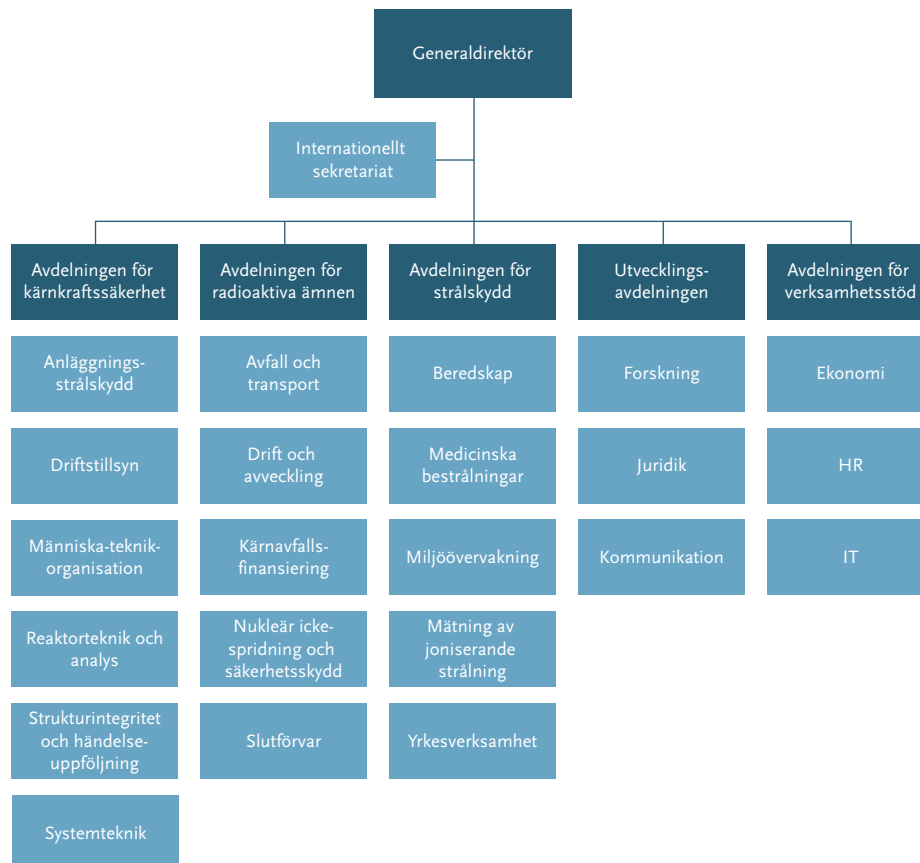 Generaldirektör
Internationellt
sekretariat
Avdelningen för
kärnkraftssäkerhet
Avdelningen för
radioaktiva ämnen
Avdelningen för
strålskydd
Utvecklings-
avdelningen
Avdelningen för
verksamhetsstöd
Anläggnings-
strålskydd
Avfall och
transport
Beredskap
Forskning
Ekonomi
Driftstillsyn
Drift och
avveckling
Medicinska
bestrålningar
Juridik
HR
Människa-teknik-
organisation
Kärnavfalls-
finansiering
Miljöövervakning
Kommunikation
IT
Reaktorteknik och
analys
Nukleär icke-
spridning och
säkerhetsskydd
Mätning av
joniserande
strålning
Strukturintegritet
och händelse-
uppföljning
Slutförvar
Yrkesverksamhet
Systemteknik